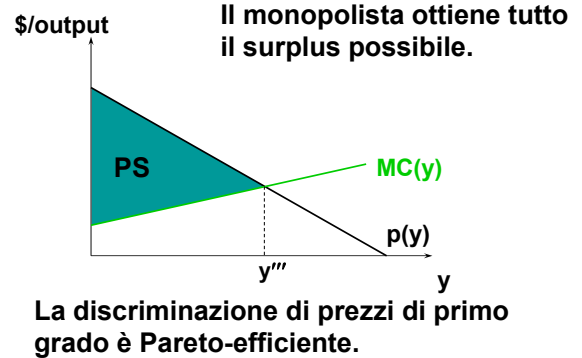 Il monopolista ottiene tutto
il surplus possibile.
$/output
PS
MC(y)
p(y)
y′′′
y
La discriminazione di prezzi di primo
grado è Pareto-efficiente.